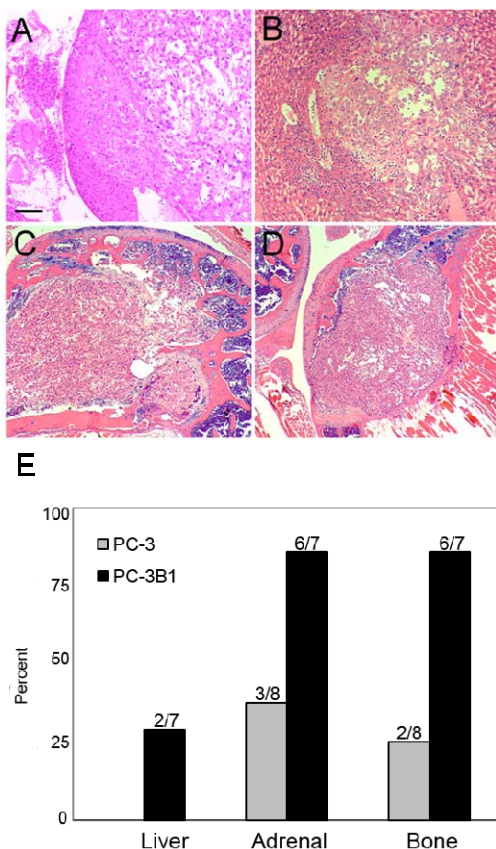 A
B
C
D
E
100
75
50
25
0
Percent
PC-3
PC-3B1
2/7
3/8
6/7
2/8
6/7
Liver Adrenal Bone